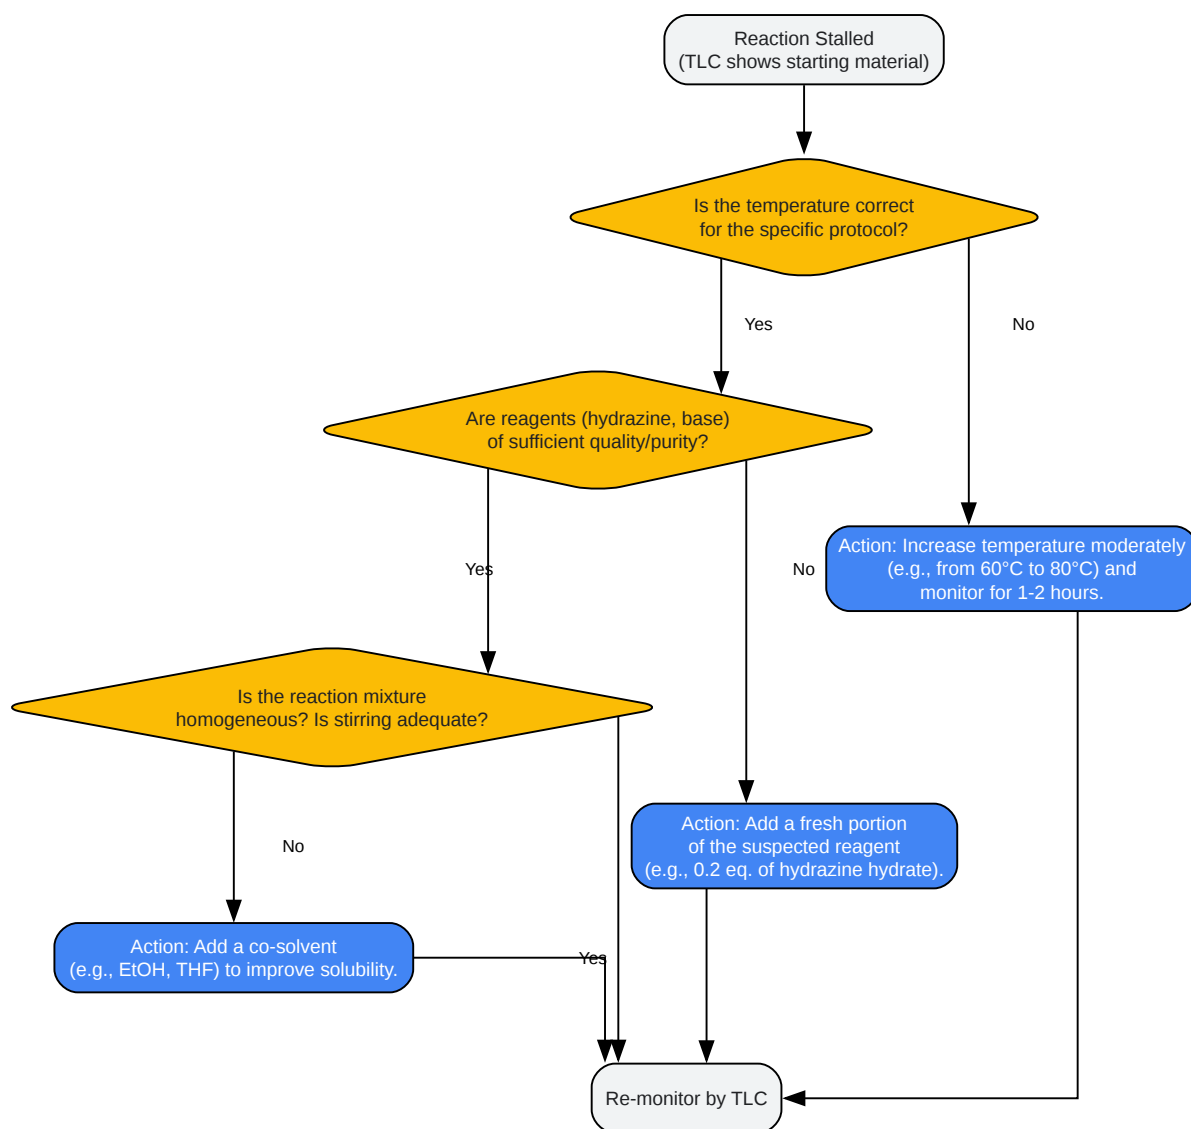 Reaction Stalled
(TLC shows starting material)
Is the temperature correct
for the specific protocol?
Yes
No
Are reagents (hydrazine, base)
of sufficient quality/purity?
Action: Increase temperature moderately
(e.g., from 60°C to 80°C) and
monitor for 1-2 hours.
Yes
No
Is the reaction mixture
homogeneous? Is stirring adequate?
Action: Add a fresh portion
of the suspected reagent
(e.g., 0.2 eq. of hydrazine hydrate).
No
Action: Add a co-solvent
(e.g., EtOH, THF) to improve solubility.
Yes
Re-monitor by TLC